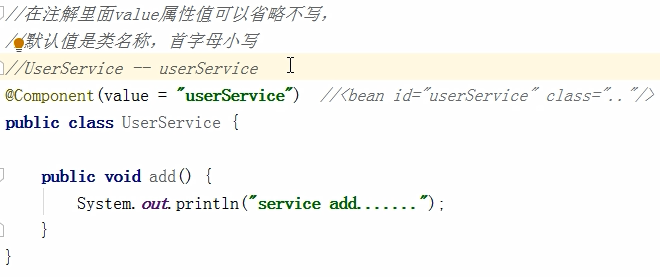 //在注解里面value属性值可以省略不写，
//默认值是类名称，首字母小写
//UserService -- userService
@Component(value = "userService")  //<bean id="userService" class=".."/>
public class UserService {
    public void add() {
        System.out.println("service add.......");
    }
}